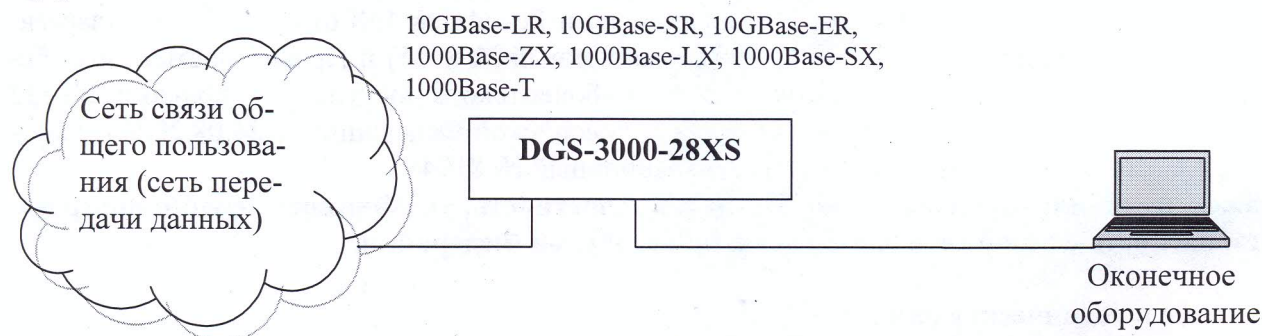 10GBase-LR, 10GBase-SR, 10GBase-ER,
1000Base-ZX, 1000Base-LX, 1000Base-SX,
1000Base-T
Сеть связи об-
щего пользова-
ния (сеть пере-
дачи данных)
DGS-3000-28XS
Оконечное
оборудование